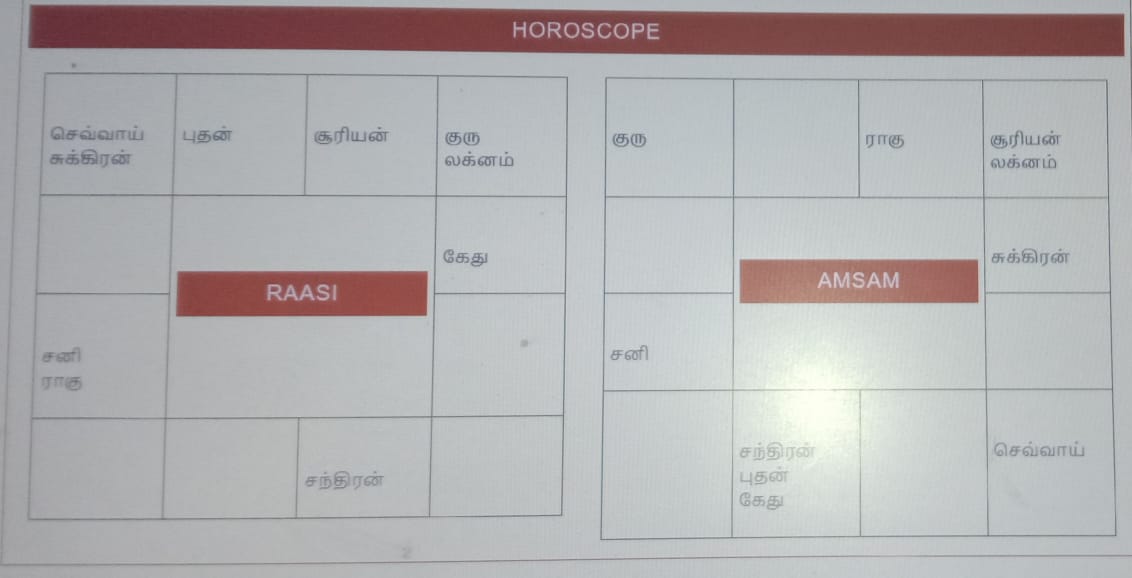 HOROSCOPE
செவ்வாய்
சுக்கிரன்
புதன்
சூரியன்
குரு
லக்னம்
கேது
RAASI
சனி
ராகு
சந்திரன்
குரு
ராகு
சூரியன்
லக்னம்
சுக்கிரன்
AMSAM
சனி
சந்திரன்
புதன்
கேது
செவ்வாய்